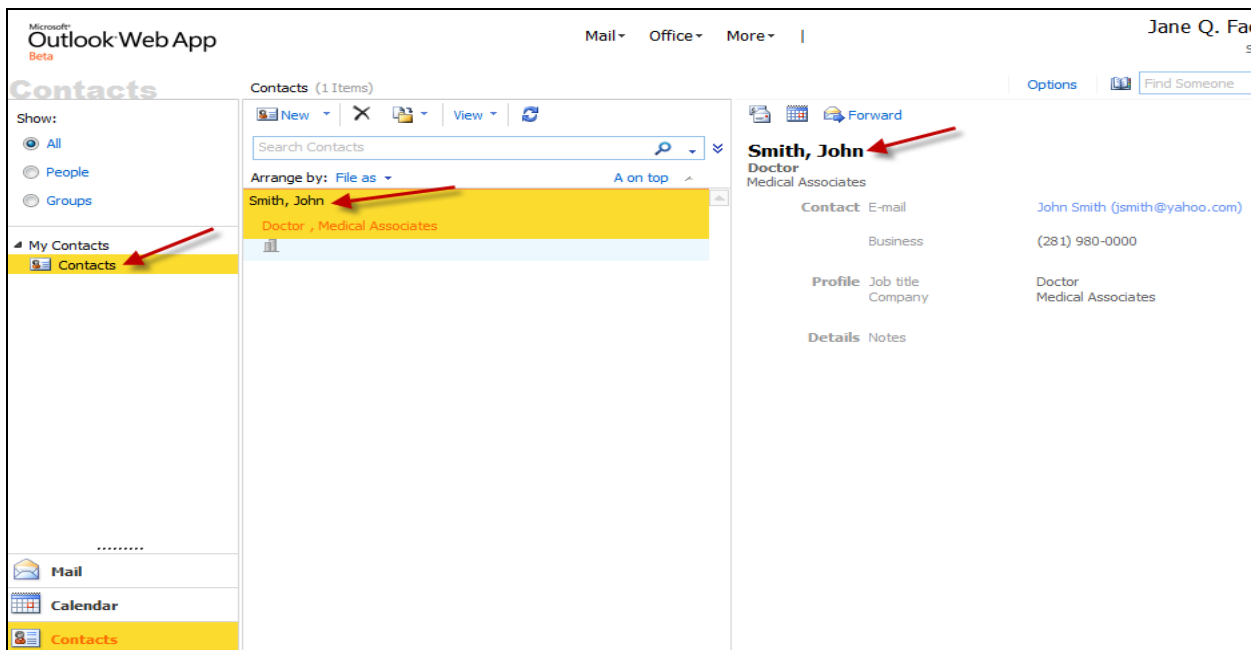 Microsoft
Outlook Web App
Beta
Mail Office More |
Jane Q.
Contacts
Contacts (1 Items)
Options Find Someone
Show:
New View
Forward
All
Search Contacts
People
Smith, John
Doctor
Arrange by: File as A on top
Medical Associates
Groups
Smith, John
Contact E-mail John Smith (jsmith@yahoo.com)
Doctor , Medical Associates
Business (281) 980-0000
My Contacts
Contacts
Profile Job title Doctor
Company Medical Associates
Details Notes
Mail
Calendar
Contacts